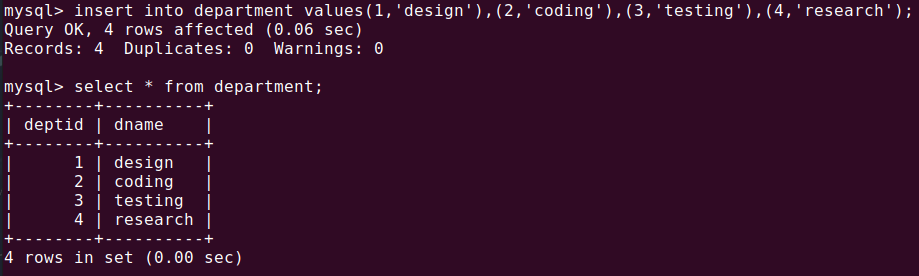 mysql> insert into department values(1,'design'),(2,'coding'),(3,'testing'),(4,'research');
Query OK, 4 rows affected (0.06 sec)
Records: 4  Duplicates: 0  Warnings: 0

mysql> select * from department;
+--------+----------+
| deptid | dname    |
+--------+----------+
|      1 | design   |
|      2 | coding   |
|      3 | testing  |
|      4 | research |
+--------+----------+
4 rows in set (0.00 sec)